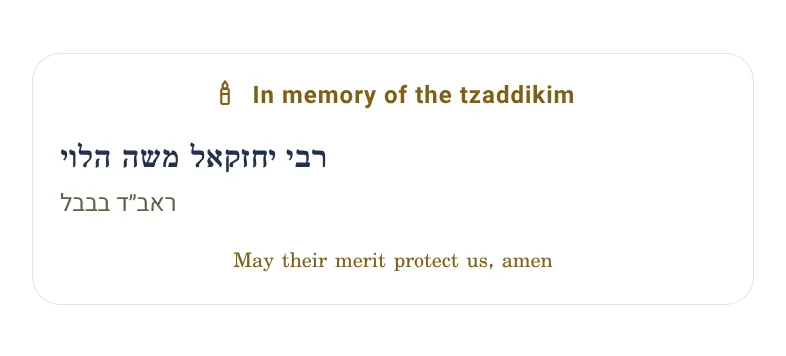 In memory of the tzaddikim
רבי יחזקאל משה הלוי
ראב״ד בבבל
May their merit protect us, amen